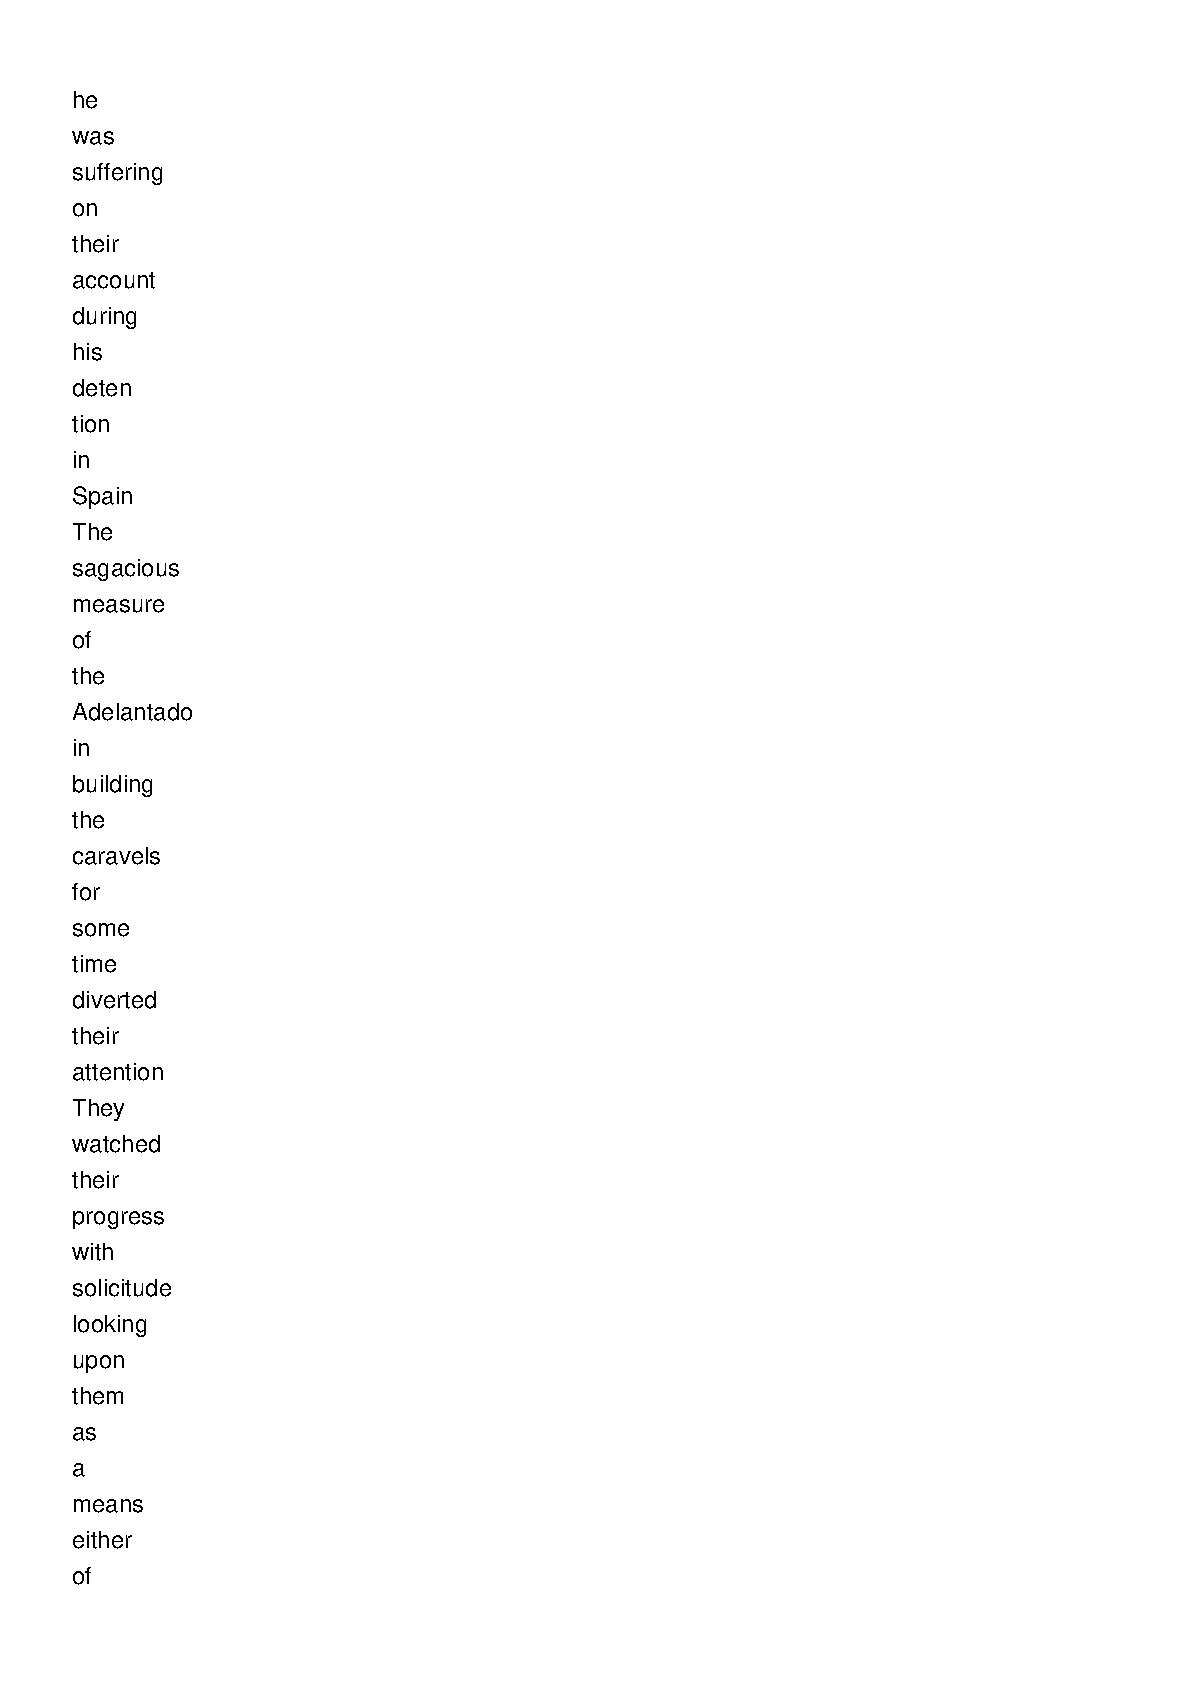 he
was
suffering
on
their
account
during
his
deten
tion
in
Spain
The
sagacious
measure
of
the
Adelantado
in
building
the
caravels
for
some
time
diverted
their
attention
They
watched
their
progress
with
solicitude
looking
upon
them
as
a
means
either
of